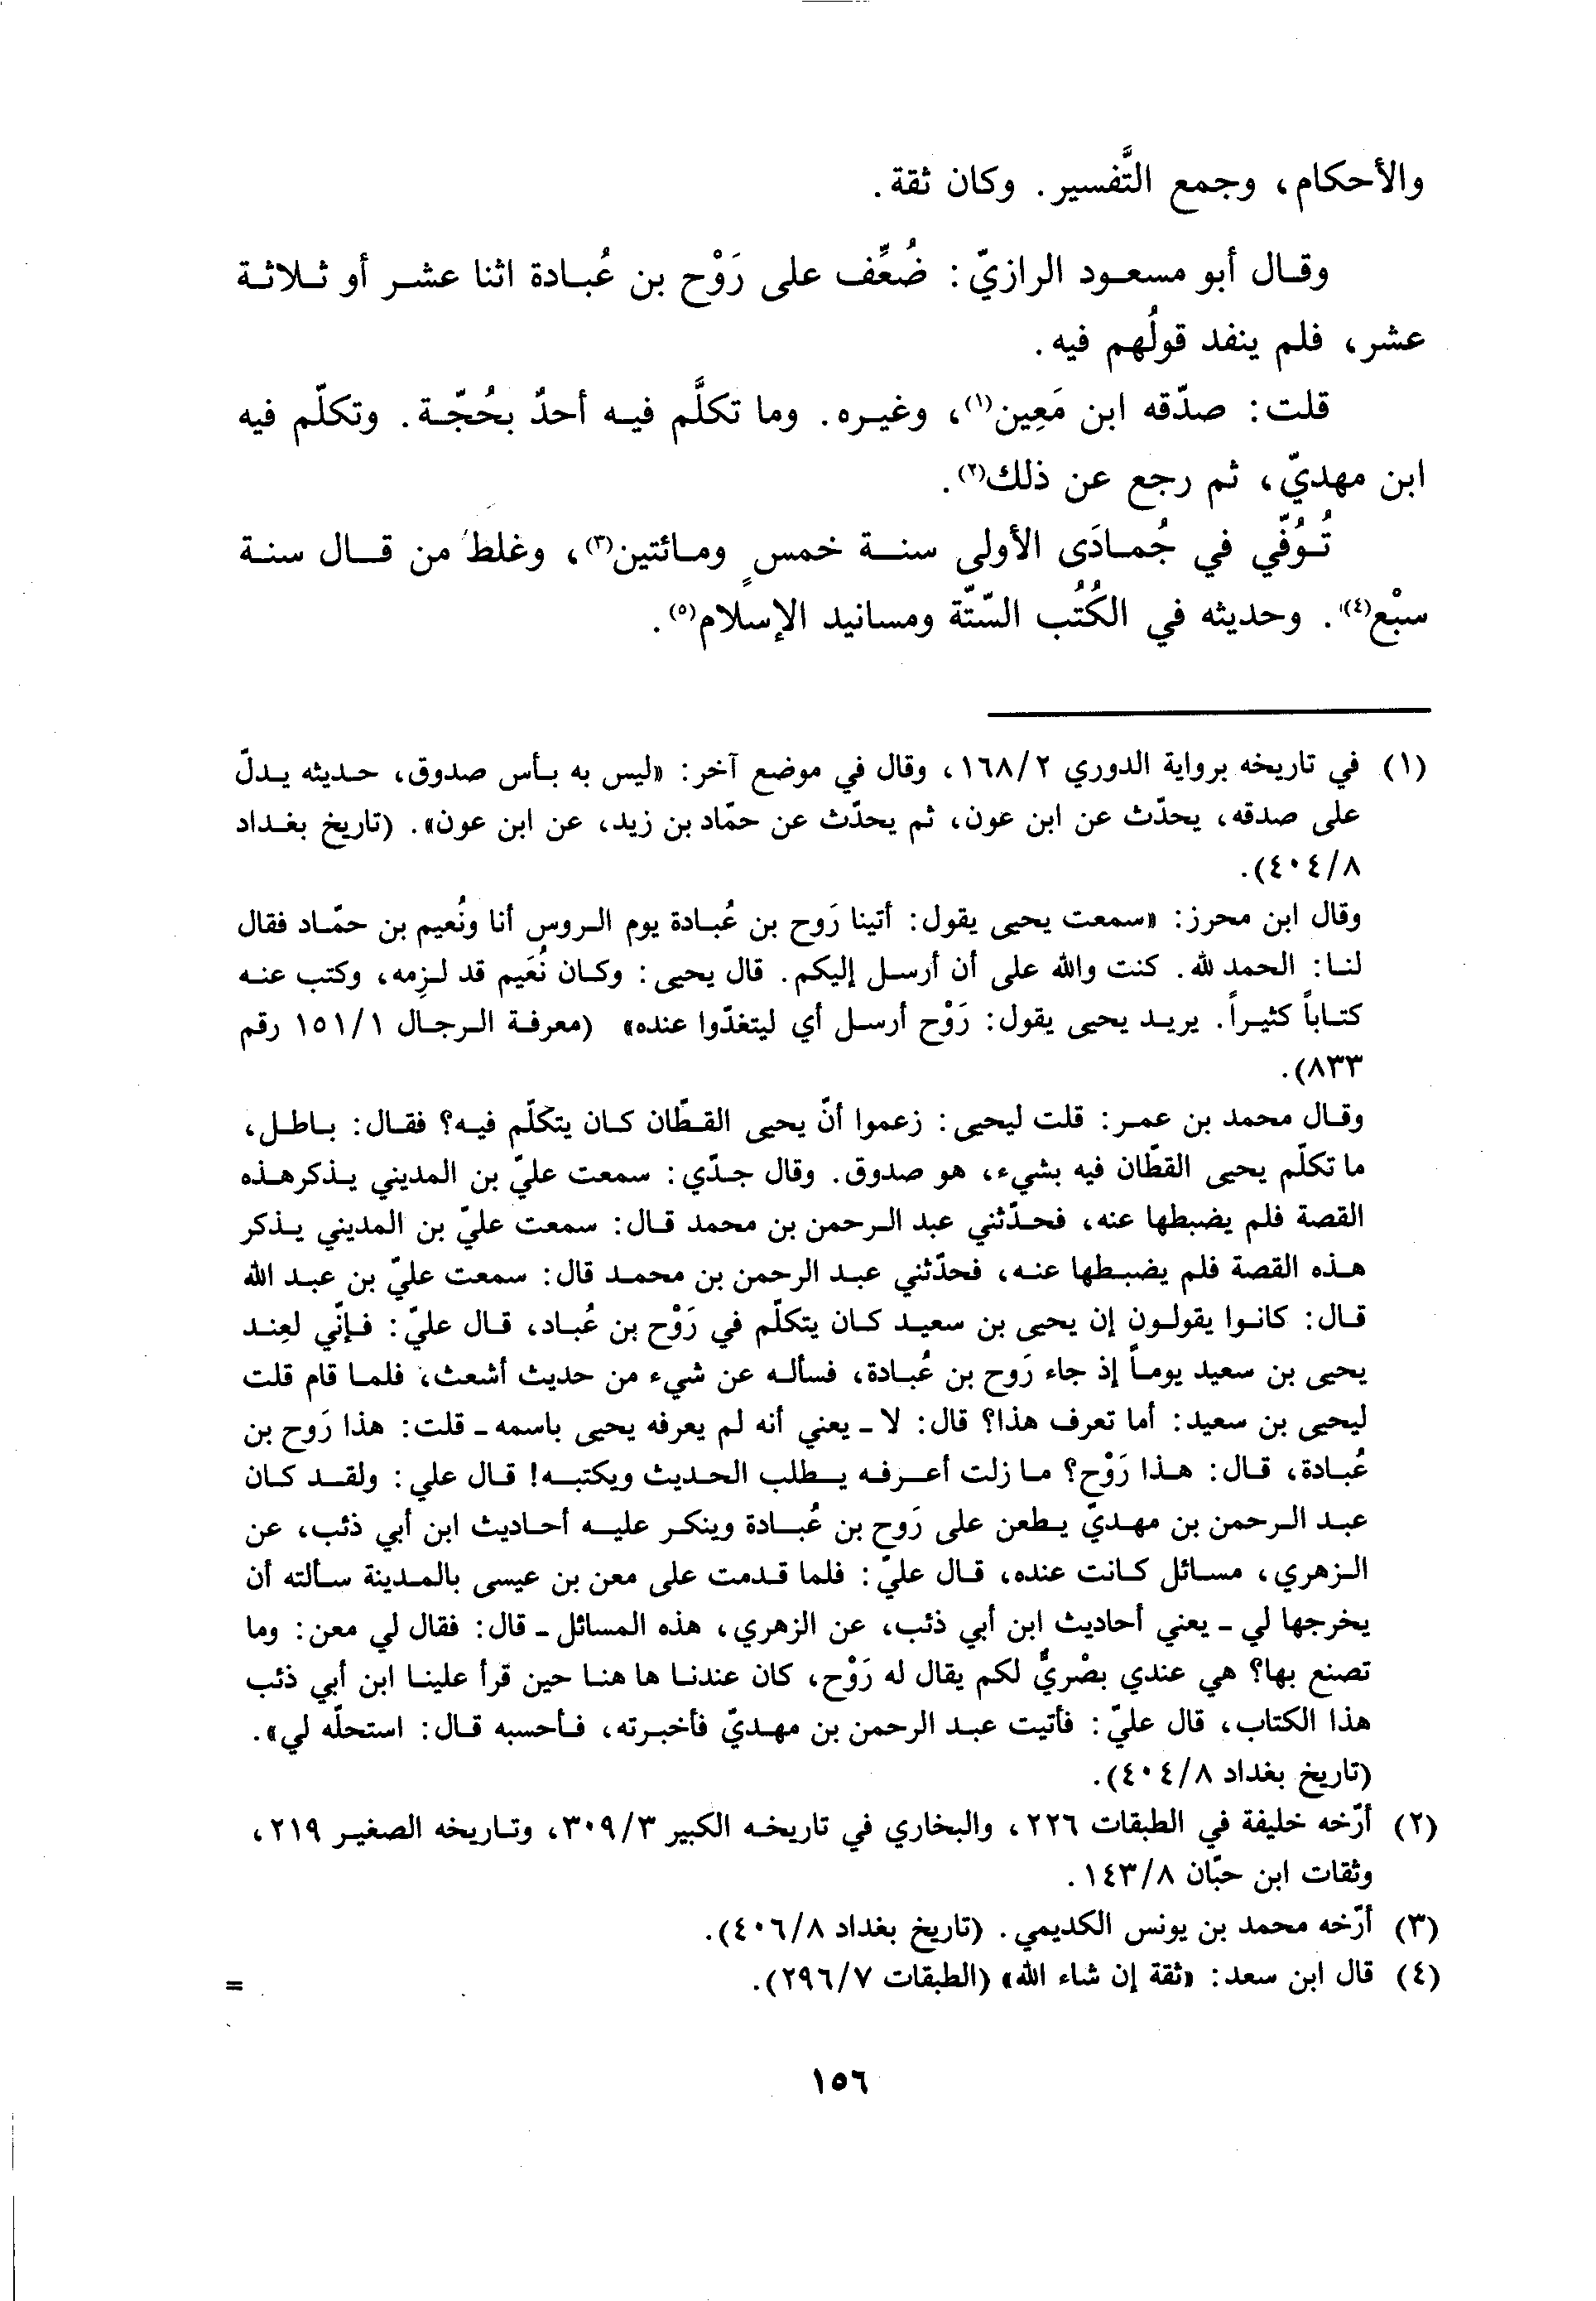 والأحكام، وجمع التَّفسير. وكان ثقة.
وقال أبو مسعود الرازيّ: ضُعِّف على رَوْح بن عُبادة اثنا عشر أو ثلاثة
عشر، فلم ينفد قولُهم فيه.
قلت: صدّقه ابن مَعِين(١)، وغيره. وما تكلَّم فيه أحدٌ بحُجّة. وتكلّم فيه
ابن مهديّ، ثم رجع عن ذلك(٢).
تُوُفّي في جُمادَى الأولى سنة خمسٍ ومائتين(٣)، وغلط من قال سنة
سبْع(٤). وحديثه في الكُتُب السّتّة ومسانيد الإسلام(٥).
(١) في تاريخه برواية الدوري ٢/١٦٨، وقال في موضع آخر: «ليس به بأس صدوق، حديثه يدلّ
على صدقه، يحدّث عن ابن عون، ثم يحدّث عن حمّاد بن زيد، عن ابن عون». (تاريخ بغداد
٨/٤٠٤).
وقال ابن محرز: «سمعت يحيى يقول: أتينا رَوح بن عُبادة يوم الروس أنا ونُعيم بن حمّاد فقال
لنا: الحمد لله. كنت والله على أن أرسل إليكم. قال يحيى: وكان نُعَيم قد لزِمه، وكتب عنه
كتاباً كثيراً. يريد يحيى يقول: رَوْح أرسل أي ليتغدّوا عنده» (معرفة الرجال ١/١٥١ رقم
٨٣٣).
وقال محمد بن عمر: قلت ليحيى: زعموا أنّ يحيى القطّان كان يتكلّم فيه؟ فقال: باطل،
ما تكلّم يحيى القطّان فيه بشيء، هو صدوق. وقال جدّي: سمعت عليّ بن المديني يذكر هذه
القصة فلم يضبطها عنه، فحدّثني عبد الرحمن بن محمد قال: سمعت عليّ بن المديني يذكر
هذه القصة فلم يضبطها عنه، فحدّثني عبد الرحمن بن محمد قال: سمعت عليّ بن عبد الله
قال: كانوا يقولون إن يحيى بن سعيد كان يتكلّم في رَوْح بن عُباد، قال عليّ: فإنّي لعِند
يحيى بن سعيد يوماً إذ جاء رَوح بن عُبادة، فسأله عن شيء من حديث أشعث، فلما قام قلت
ليحيى بن سعيد: أما تعرف هذا؟ قال: لا - يعني أنه لم يعرفه يحيى باسمه - قلت: هذا رَوح بن
عُبادة، قال: هذا رَوْح؟ ما زلت أعرفه يطلب الحديث ويكتبه! قال علي: ولقد كان
عبد الرحمن بن مهديّ يطعن على رَوح بن عُبادة وينكر عليه أحاديث ابن أبي ذئب، عن
الزهري، مسائل كانت عنده، قال عليّ: فلما قدمت على معن بن عيسى بالمدينة سألته أن
يخرجها لي - يعني أحاديث ابن أبي ذئب، عن الزهري، هذه المسائل - قال: فقال لي معن: وما
تصنع بها؟ هي عندي بصْريٌّ لكم يقال له رَوْح، كان عندنا ها هنا حين قرأ علينا ابن أبي ذئب
هذا الكتاب، قال عليّ: فأتيت عبد الرحمن بن مهديّ فأخبرته، فأحسبه قال: استحلّه لي».
(تاريخ بغداد ٨/٤٠٤).
(٢) أرّخه خليفة في الطبقات ٢٢٦، والبخاري في تاريخه الكبير ٣/٣٠٩، وتاريخه الصغير ٢١٩،
وثقات ابن حبّان ٨/١٤٣.
(٣) أرّخه محمد بن يونس الكديمي. (تاريخ بغداد ٨/٤٠٦).
(٤) قال ابن سعد: «ثقة إن شاء الله» (الطبقات ٧/٢٩٦). =
١٥٦